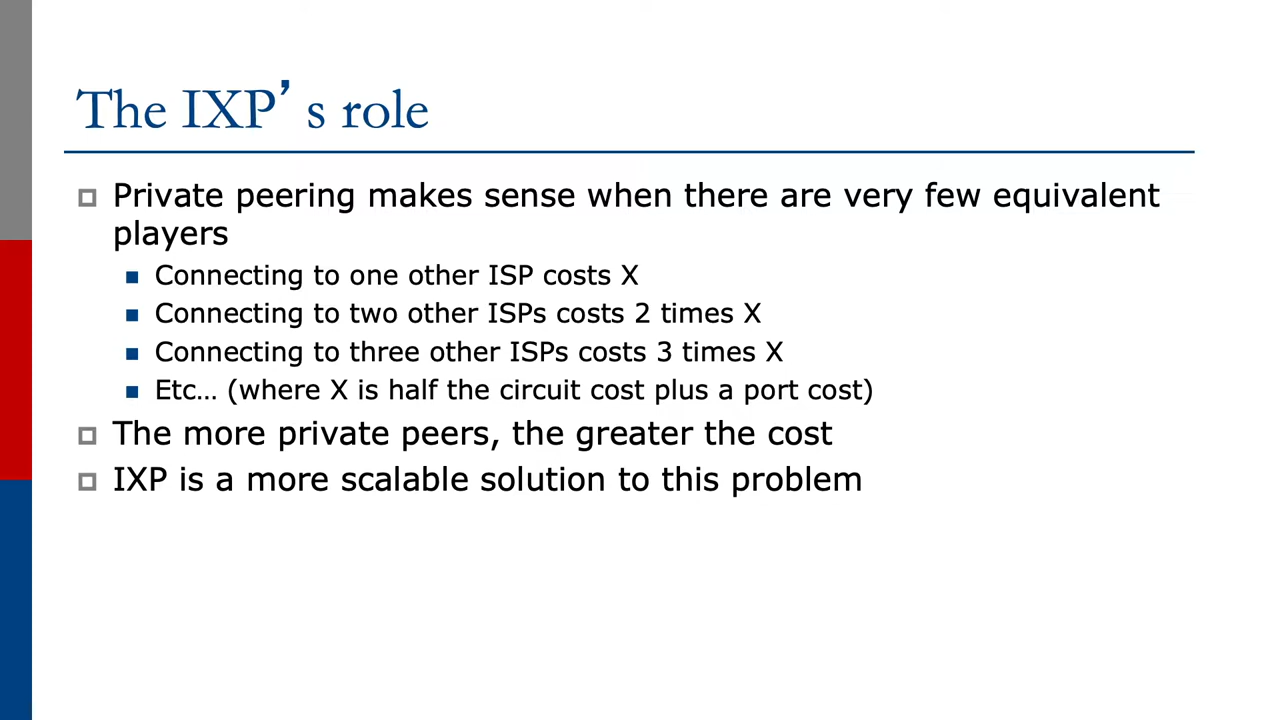 The IXP’s role
Private peering makes sense when there are very few equivalent
players
Connecting to one other ISP costs X
Connecting to two other ISPs costs 2 times X
Connecting to three other ISPs costs 3 times X
Etc… (where X is half the circuit cost plus a port cost)
The more private peers, the greater the cost
IXP is a more scalable solution to this problem